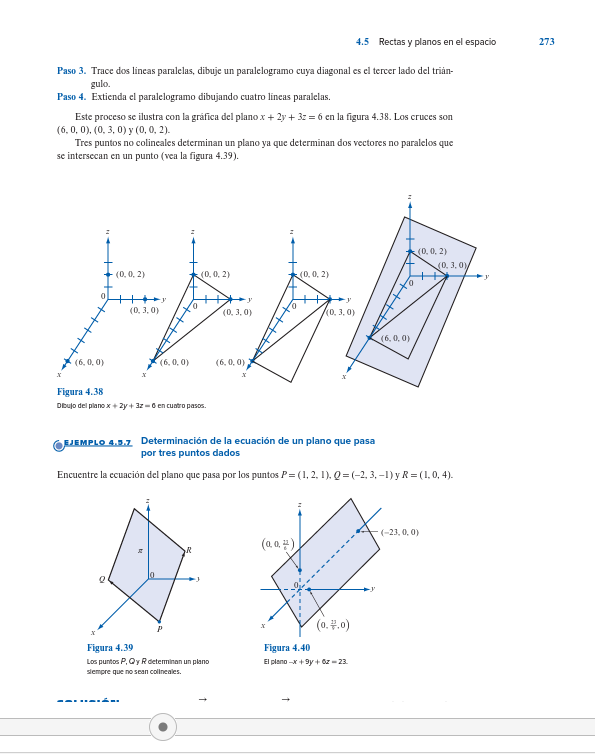 4.5 Rectas y planos en el espacio 273
Paso 3. Trace dos líneas paralelas, dibuje un paralelogramo cuya diagonal es el tercer lado del trián-
gulo.
Paso 4. Extienda el paralelogramo dibujando cuatro líneas paralelas.
Este proceso se ilustra con la gráfica del plano x + 2y + 3z = 6 en la figura 4.38. Los cruces son
(6, 0, 0), (0, 3, 0) y (0, 0, 2).
Tres puntos no colineales determinan un plano ya que determinan dos vectores no paralelos que
se intersecan en un punto (vea la figura 4.39).
z
(0, 0, 2)
0
y
(0, 3, 0)
(6, 0, 0)
x
z
(0, 0, 2)
0
y
(0, 3, 0)
(6, 0, 0)
x
z
(0, 0, 2)
0
y
(0, 3, 0)
(6, 0, 0)
x
z
(0, 0, 2)
(0, 3, 0)
0
y
(6, 0, 0)
x
Figura 4.38
Dibujo del plano x + 2y + 3z = 6 en cuatro pasos.
EJEMPLO 4.5.7 Determinación de la ecuación de un plano que pasa
por tres puntos dados
Encuentre la ecuación del plano que pasa por los puntos P = (1, 2, 1), Q = (–2, 3, –1) y R = (1, 0, 4).
z
π
R
Q
0
y
x
P
Figura 4.39
Los puntos P, Q y R determinan un plano
siempre que no sean colineales.
z
(–23, 0, 0)
(0, 0, 23/6)
0
y
x
(0, 23/9, 0)
Figura 4.40
El plano –x + 9y + 6z = 23.
SOLUCIÓN